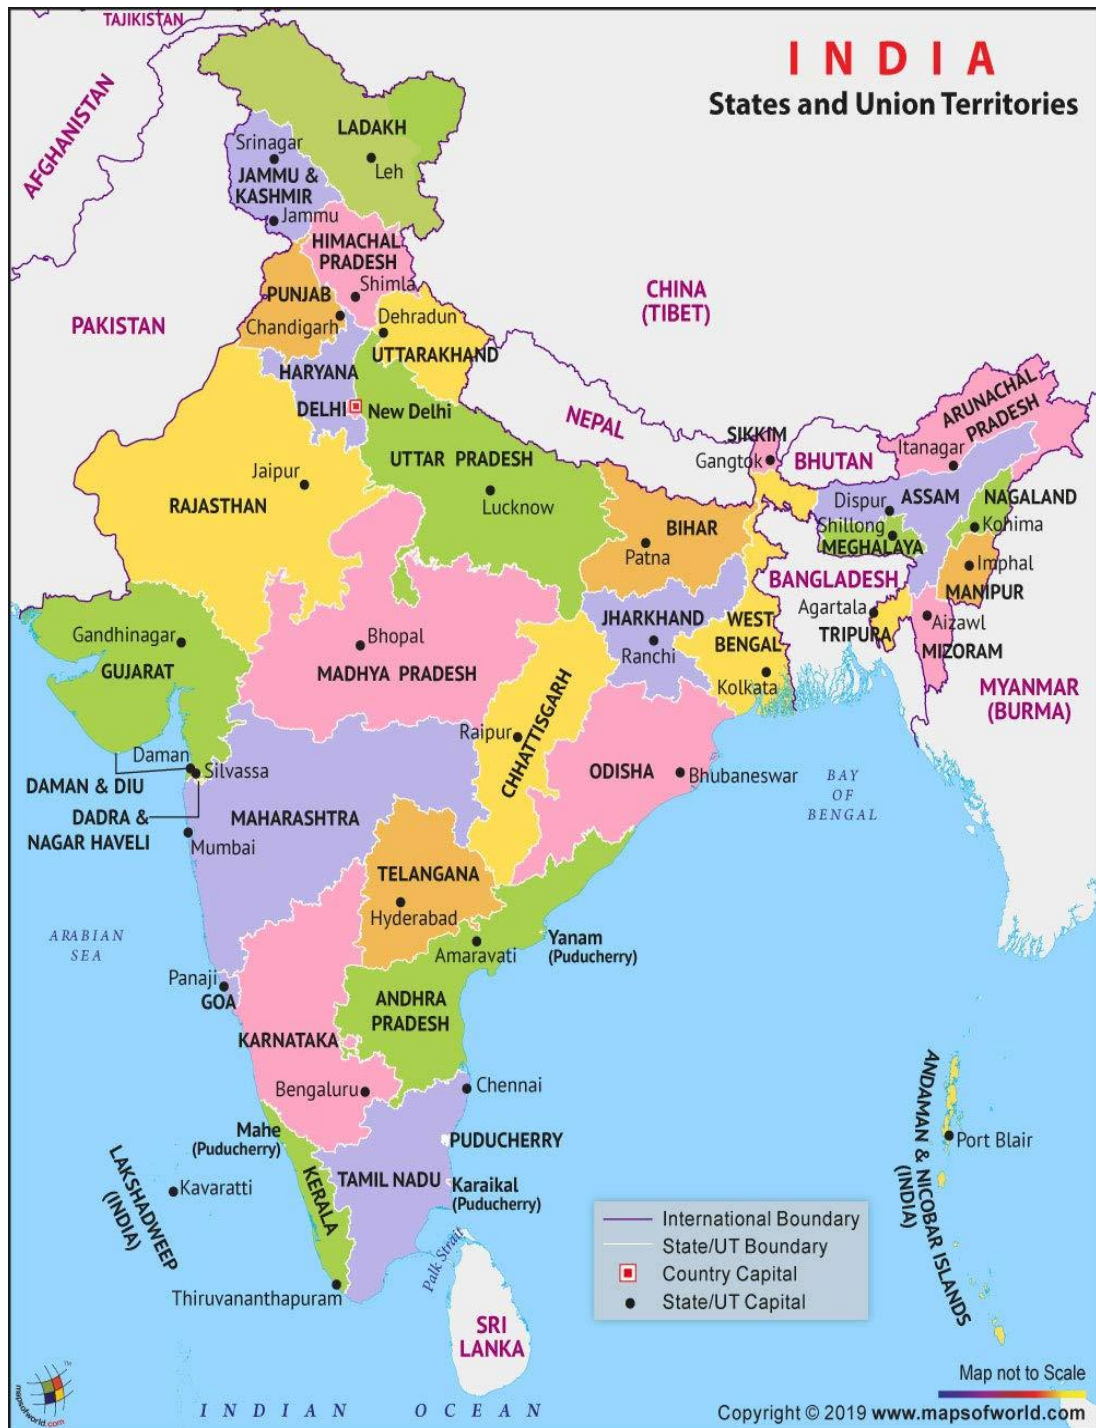 TAJIKISTAN
INDIA
States and Union Territories
AFGHANISTAN
LADAKH
Srinagar
Leh
JAMMU &
KASHMIR
Jammu
HIMACHAL
PRADESH
Shimla
CHINA
(TIBET)
PUNJAB
PAKISTAN
Chandigarh
Dehradun
UTTARAKHAND
HARYANA
DELHI
New Delhi
NEPAL
ARUNACHAL
PRADESH
SIKKIM
Gangtok
BHUTAN
Itanagar
UTTAR PRADESH
Jaipur
RAJASTHAN
Lucknow
Dispur
ASSAM
NAGALAND
BIHAR
Patna
Shillong
MEGHALAYA
Kohima
Imphal
BANGLADESH
MANIPUR
Agartala
TRIPURA
Aizawl
MIZORAM
JHARKHAND
Ranchi
WEST
BENGAL
Kolkata
Gandhinagar
GUJARAT
Bhopal
MADHYA PRADESH
MYANMAR
(BURMA)
Raipur
CHHATTISGARH
Daman
Silvassa
DAMAN & DIU
DADRA &
NAGAR HAVELI
ODISHA
Bhubaneswar
BAY
OF
BENGAL
MAHARASHTRA
Mumbai
TELANGANA
Hyderabad
ARABIAN
SEA
Amaravati
Yanam
(Puducherry)
Panaji
GOA
ANDHRA
PRADESH
KARNATAKA
Bengaluru
Chennai
Mahe
(Puducherry)
PUDUCHERRY
LAKSHADWEEP
(INDIA)
Kavaratti
KERALA
TAMIL NADU
Karaikal
(Puducherry)
ANDAMAN & NICOBAR ISLANDS
(INDIA)
Port Blair
Palk Strait
Thiruvananthapuram
SRI
LANKA
International Boundary
State/UT Boundary
Country Capital
State/UT Capital
INDIAN OCEAN
TM
mapsofworld.com
Map not to Scale
Copyright © 2019 www.mapsofworld.com